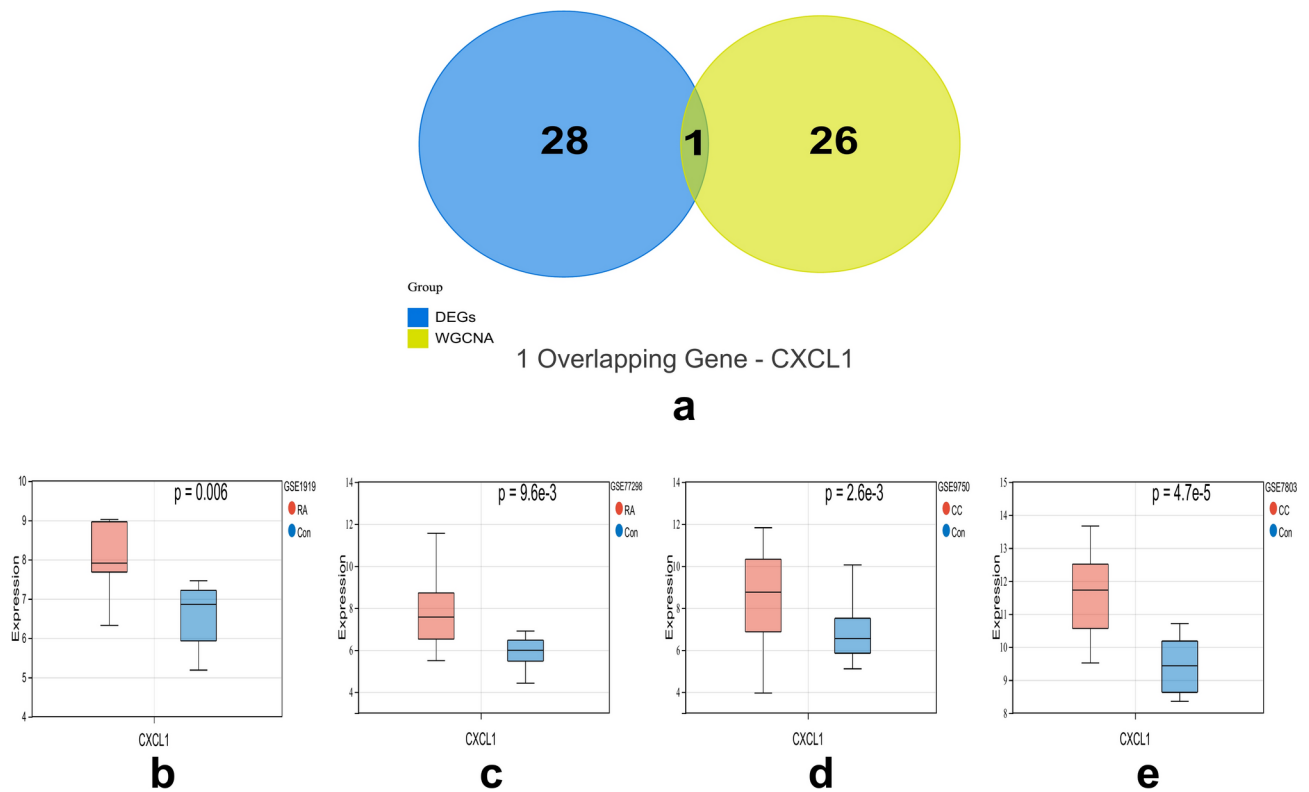 28
1
26
Group
DEGs
WGCNA
1 Overlapping Gene - CXCL1
a
10
9
8
7
6
5
4
Expression
p = 0.006
GSE1919
RA
Con
CXCL1
b
14
12
10
8
6
4
Expression
p = 9.6e-3
GSE77298
RA
Con
CXCL1
c
14
12
10
8
6
4
Expression
p = 2.6e-3
GSE9750
CC
Con
CXCL1
d
15
14
13
12
11
10
9
8
Expression
p = 4.7e-5
GSE7803
CC
Con
CXCL1
e